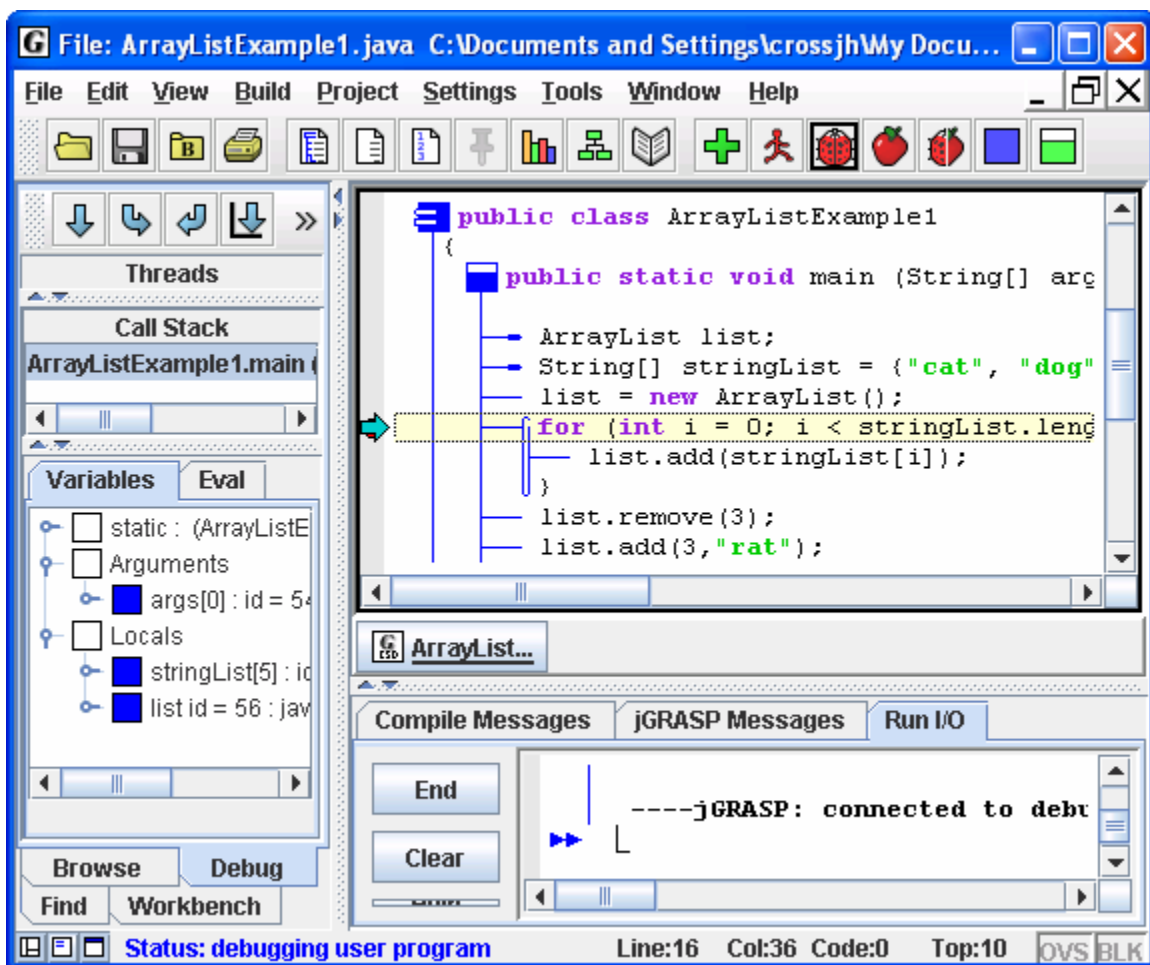 File: ArrayListExample1.java C:\Documents and Settings\crossjh\My Docu...
File Edit View Build Project Settings Tools Window Help
B
Threads
Call Stack
ArrayListExample1.main (
Variables Eval
static : (ArrayListE
Arguments
args[0] : id = 54
Locals
stringList[5] : id
list id = 56 : jav
Browse Debug
Find Workbench
public class ArrayListExample1
{
public static void main (String[] arg
ArrayList list;
String[] stringList = {"cat", "dog"
list = new ArrayList();
for (int i = 0; i < stringList.leng
list.add(stringList[i]);
}
list.remove(3);
list.add(3,"rat");
ArrayList...
Compile Messages jGRASP Messages Run I/O
End
Clear
----jGRASP: connected to debu
Status: debugging user program Line:16 Col:36 Code:0 Top:10 OVS BLK